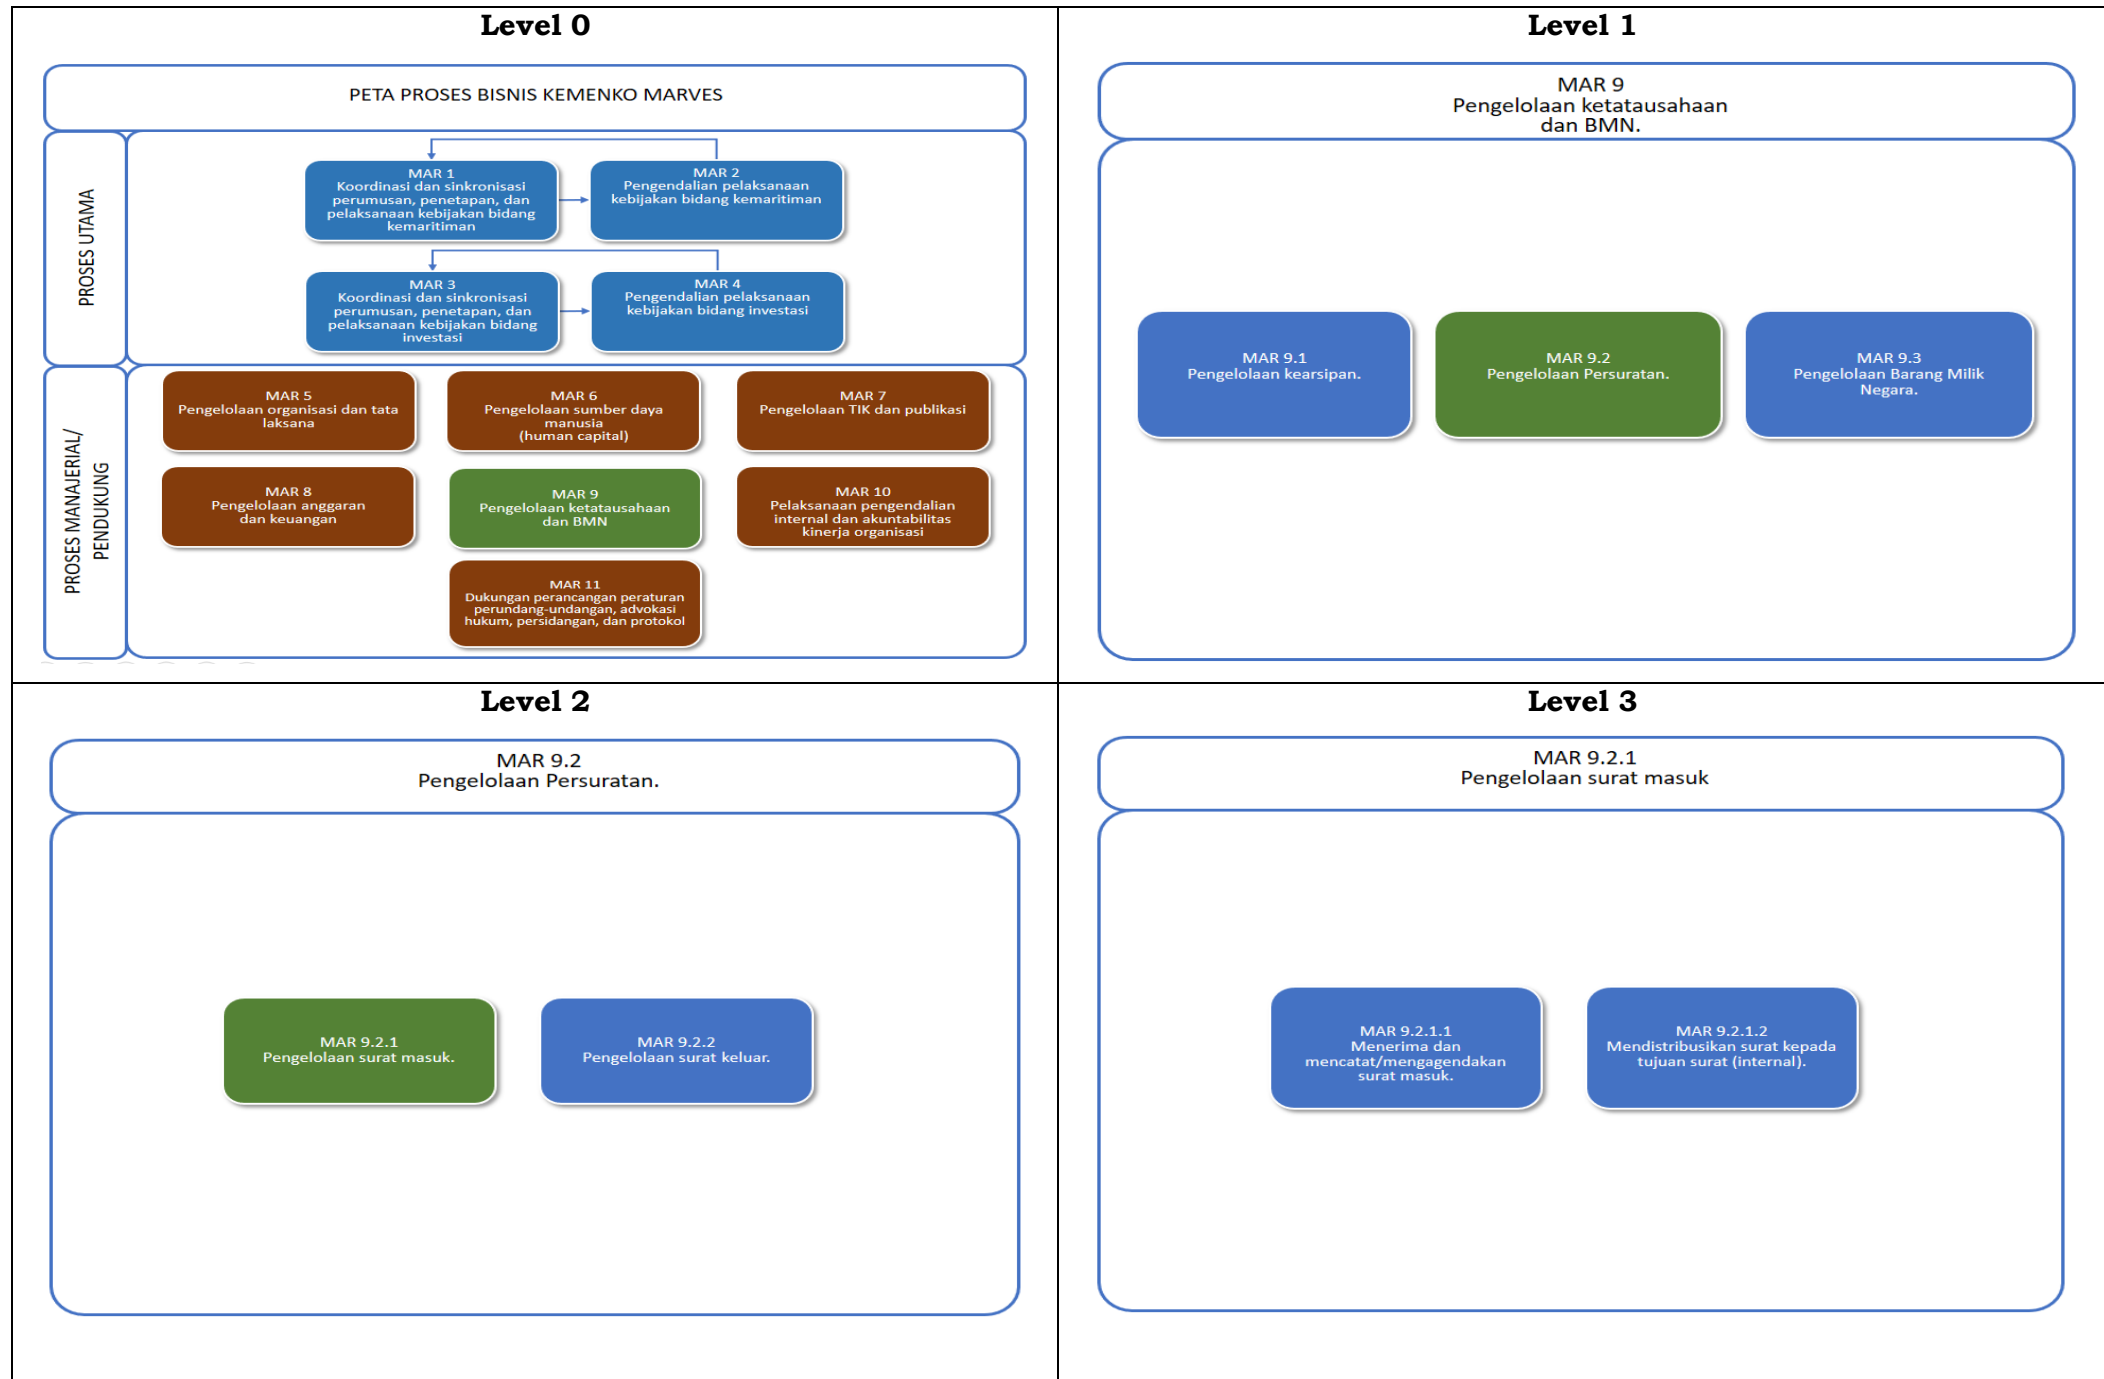 Level 0
PETA PROSES BISNIS KEMENKO MARVES
PROSES UTAMA
MAR 1
Koordinasi dan sinkronisasi
perumusan, penetapan, dan
pelaksanaan kebijakan bidang
kemaritiman
MAR 2
Pengendalian pelaksanaan
kebijakan bidang kemaritiman
MAR 3
Koordinasi dan sinkronisasi
perumusan, penetapan, dan
pelaksanaan kebijakan bidang
investasi
MAR 4
Pengendalian pelaksanaan
kebijakan bidang investasi
PROSES MANAJERIAL/
PENDUKUNG
MAR 5
Pengelolaan organisasi dan tata
laksana
MAR 6
Pengelolaan sumber daya
manusia
(human capital)
MAR 7
Pengelolaan TIK dan publikasi
MAR 8
Pengelolaan anggaran
dan keuangan
MAR 9
Pengelolaan ketatausahaan
dan BMN
MAR 10
Pelaksanaan pengendalian
internal dan akuntabilitas
kinerja organisasi
MAR 11
Dukungan perancangan peraturan
perundang-undangan, advokasi
hukum, persidangan, dan protokol
Level 1
MAR 9
Pengelolaan ketatausahaan
dan BMN.
MAR 9.1
Pengelolaan kearsipan.
MAR 9.2
Pengelolaan Persuratan.
MAR 9.3
Pengelolaan Barang Milik
Negara.
Level 2
MAR 9.2
Pengelolaan Persuratan.
MAR 9.2.1
Pengelolaan surat masuk.
MAR 9.2.2
Pengelolaan surat keluar.
Level 3
MAR 9.2.1
Pengelolaan surat masuk
MAR 9.2.1.1
Menerima dan
mencatat/mengagendakan
surat masuk.
MAR 9.2.1.2
Mendistribusikan surat kepada
tujuan surat (internal).